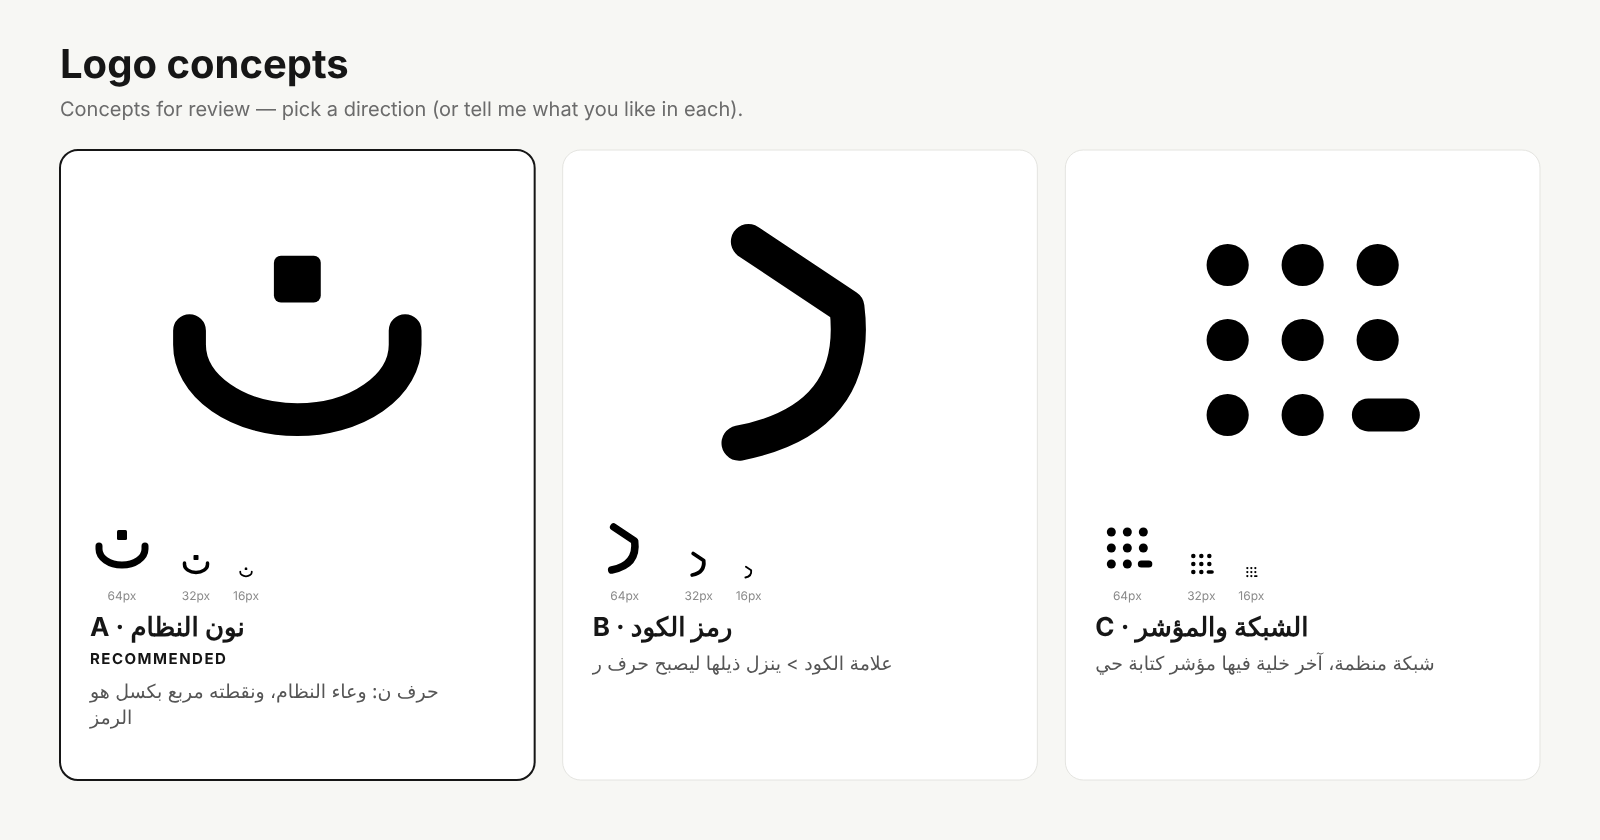 Logo concepts
Concepts for review — pick a direction (or tell me what you like in each).
64px 32px 16px
A · نون النظام
RECOMMENDED
حرف ن: وعاء النظام، ونقطته مربع بكسل هو
الرمز
64px 32px 16px
B · رمز الكود
علامة الكود > ينزل ذيلها ليصبح حرف ر
64px 32px 16px
C · الشبكة والمؤشر
شبكة منظمة، آخر خلية فيها مؤشر كتابة حي